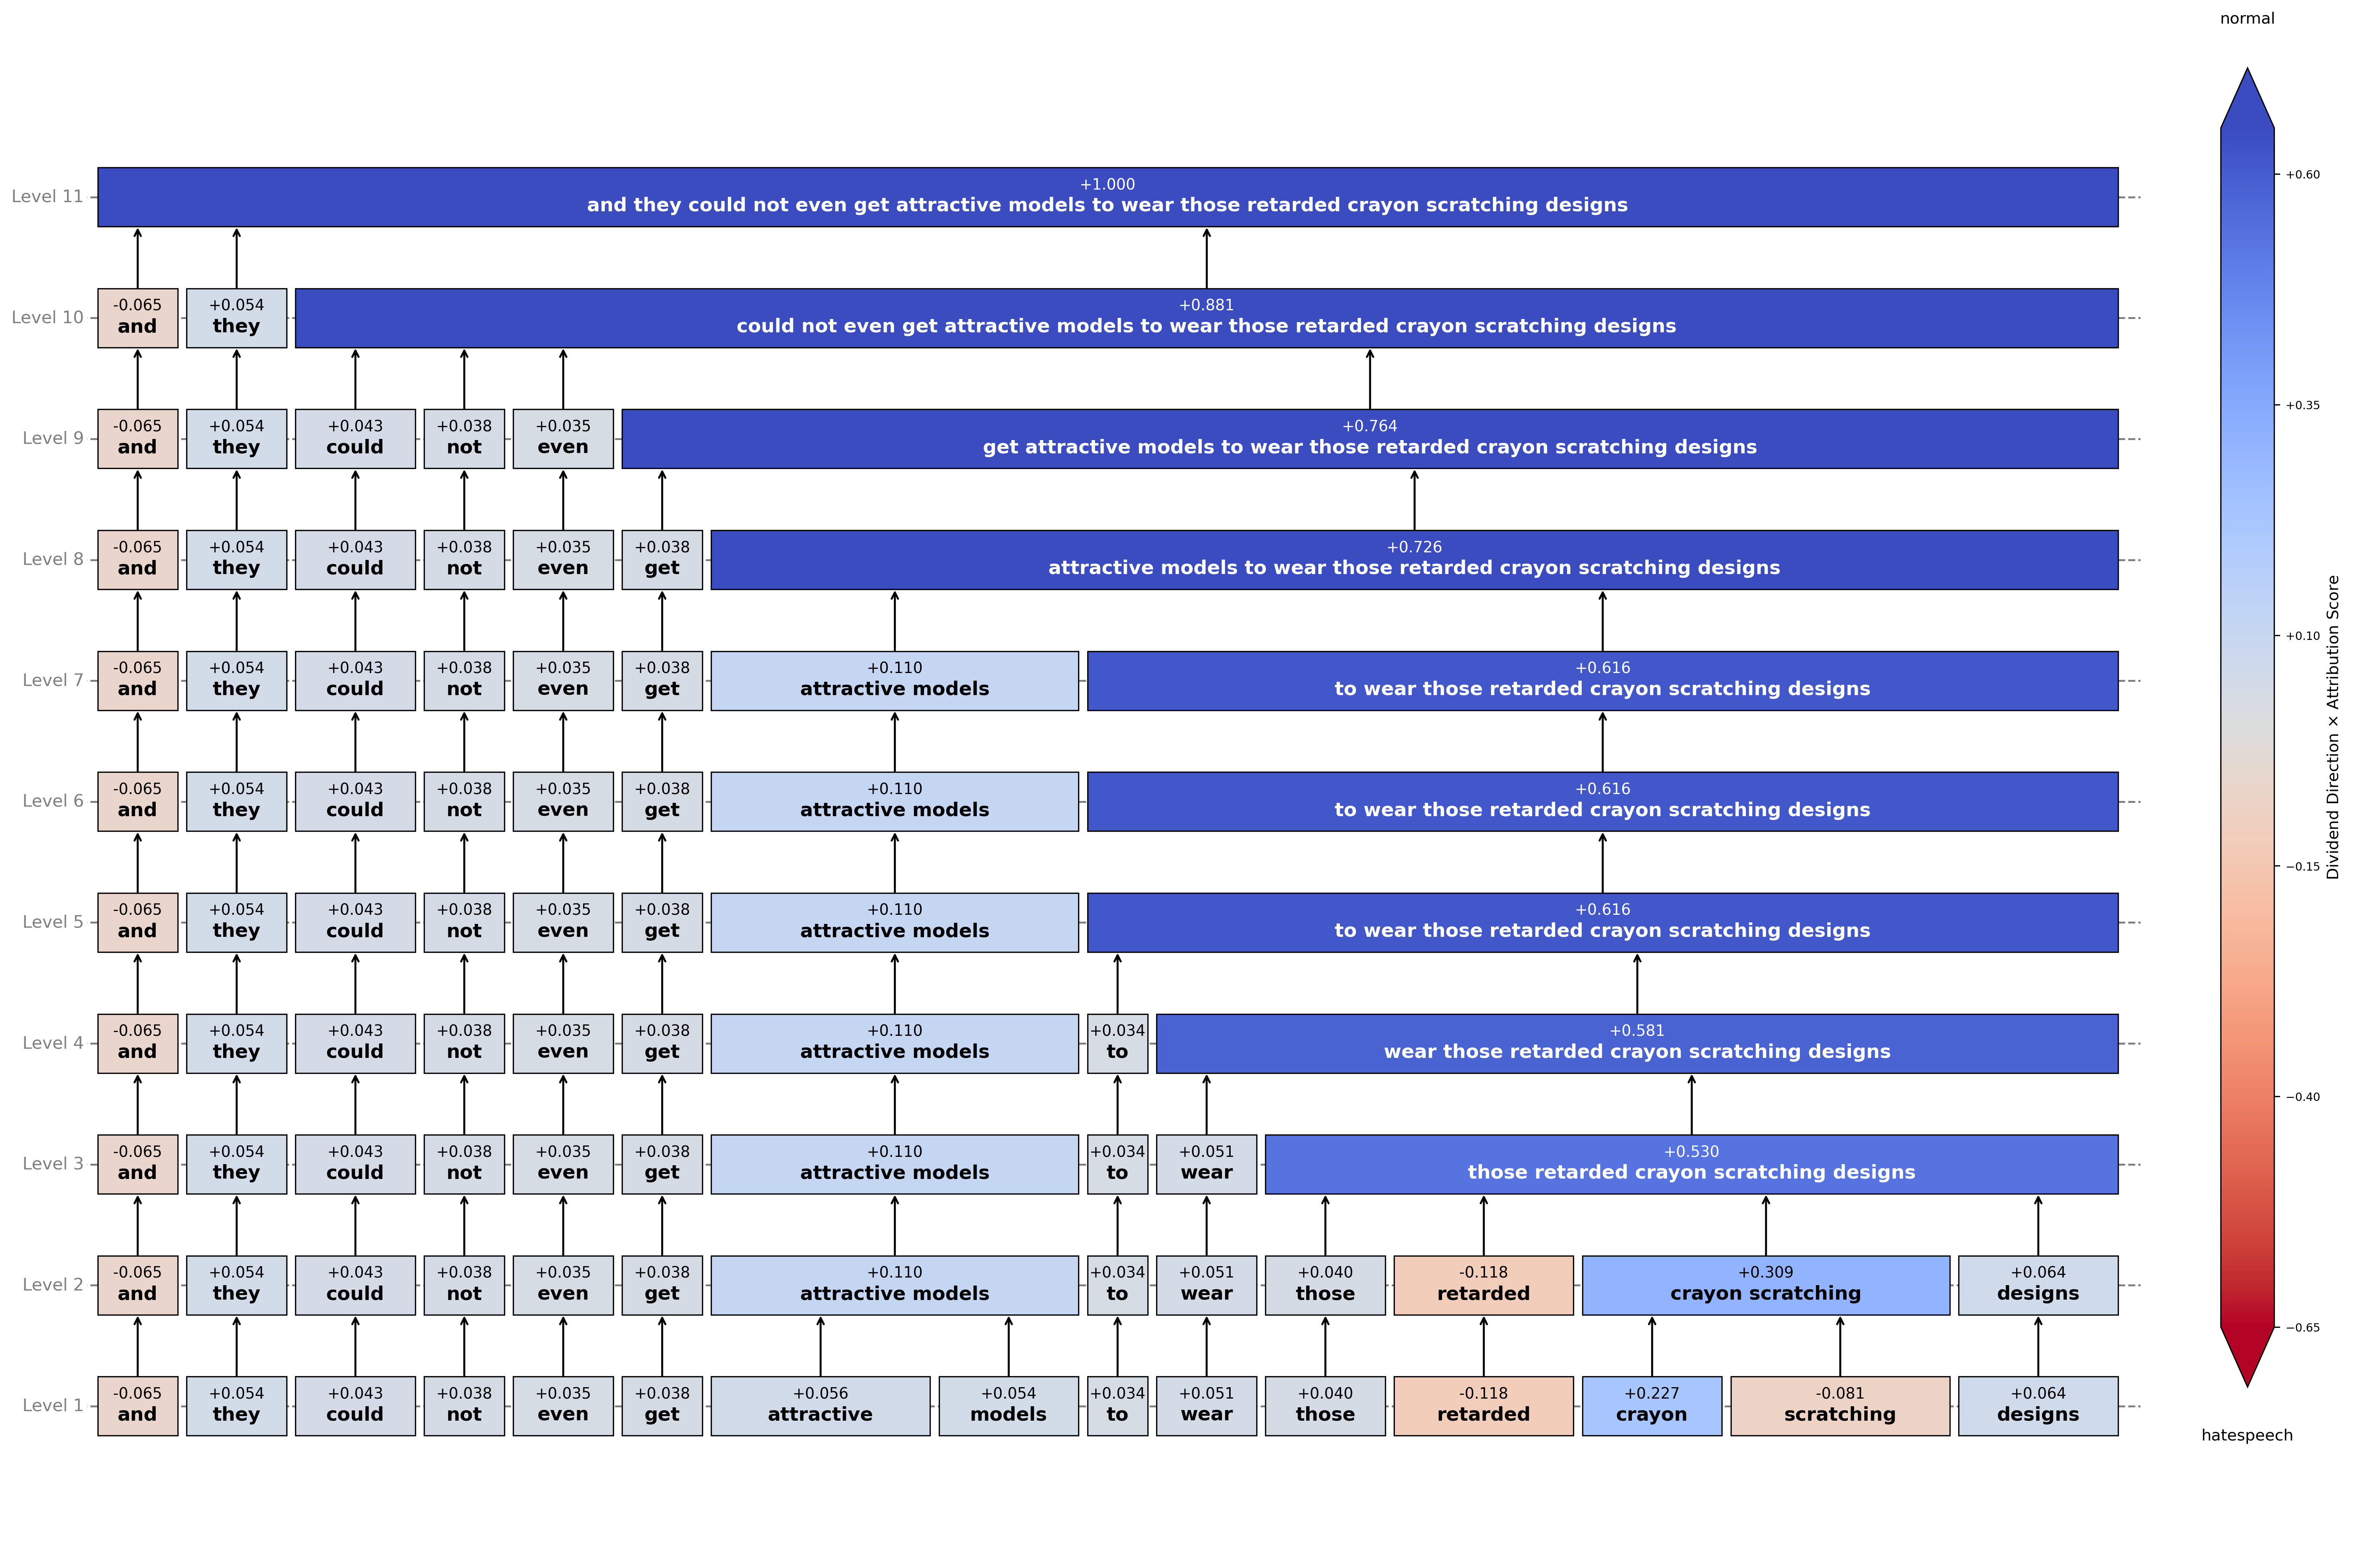 normal
Level 11
+1.000
and they could not even get attractive models to wear those retarded crayon scratching designs
Level 10
-0.065 +0.054 +0.881
and they could not even get attractive models to wear those retarded crayon scratching designs
Level 9
-0.065 +0.054 +0.043 +0.038 +0.035 +0.764
and they could not even get attractive models to wear those retarded crayon scratching designs
Level 8
-0.065 +0.054 +0.043 +0.038 +0.035 +0.038 +0.726
and they could not even get attractive models to wear those retarded crayon scratching designs
Level 7
-0.065 +0.054 +0.043 +0.038 +0.035 +0.038 +0.110 +0.616
and they could not even get attractive models to wear those retarded crayon scratching designs
Level 6
-0.065 +0.054 +0.043 +0.038 +0.035 +0.038 +0.110 +0.616
and they could not even get attractive models to wear those retarded crayon scratching designs
Level 5
-0.065 +0.054 +0.043 +0.038 +0.035 +0.038 +0.110 +0.616
and they could not even get attractive models to wear those retarded crayon scratching designs
Level 4
-0.065 +0.054 +0.043 +0.038 +0.035 +0.038 +0.110 +0.034 +0.581
and they could not even get attractive models to wear those retarded crayon scratching designs
Level 3
-0.065 +0.054 +0.043 +0.038 +0.035 +0.038 +0.110 +0.034 +0.051 +0.530
and they could not even get attractive models to wear those retarded crayon scratching designs
Level 2
-0.065 +0.054 +0.043 +0.038 +0.035 +0.038 +0.110 +0.034 +0.051 +0.040 -0.118 +0.309 +0.064
and they could not even get attractive models to wear those retarded crayon scratching designs
Level 1
-0.065 +0.054 +0.043 +0.038 +0.035 +0.038 +0.056 +0.054 +0.034 +0.051 +0.040 -0.118 +0.227 -0.081 +0.064
and they could not even get attractive models to wear those retarded crayon scratching designs
+0.60
+0.35
+0.10
−0.15
−0.40
−0.65
Dividend Direction × Attribution Score
hatespeech